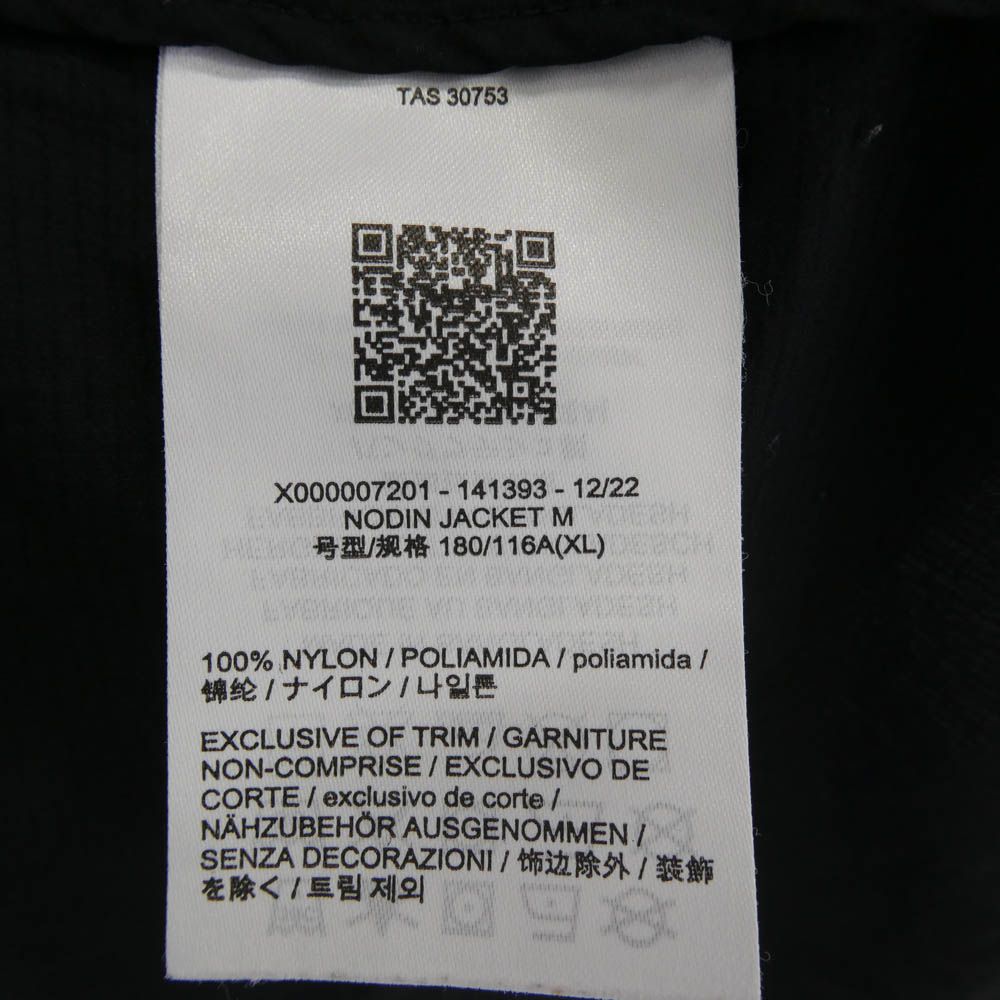 TAS 30753
X000007201 - 141393 - 12/22
NODIN JACKET M
号型/规格 180/116A(XL)
100% NYLON / POLIAMIDA / poliamida /
锦纶 / ナイロン / 나일론
EXCLUSIVE OF TRIM / GARNITURE
NON-COMPRISE / EXCLUSIVO DE
CORTE / exclusivo de corte /
NÄHZUBEHÖR AUSGENOMMEN /
SENZA DECORAZIONI / 饰边除外 / 装飾
を除く / 트림 제외